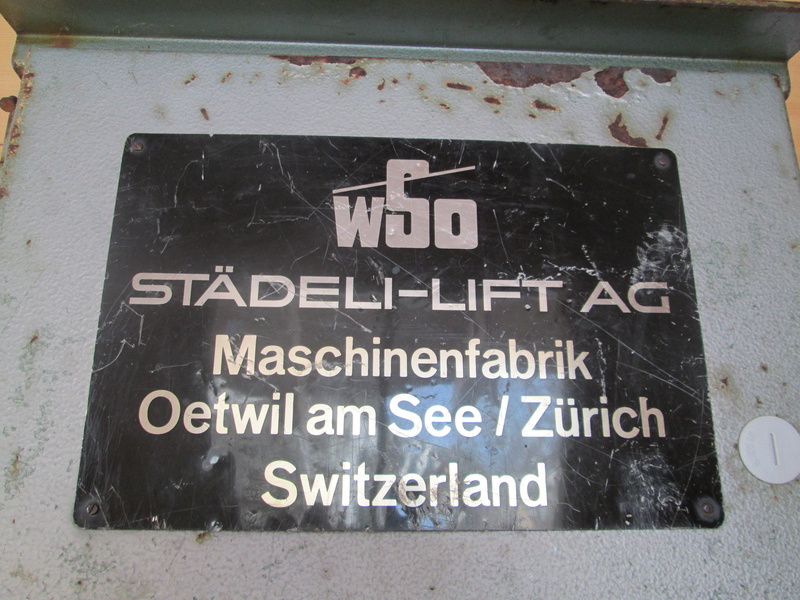 WSO
STÄDELI-LIFT AG
Maschinenfabrik
Oetwil am See / Zürich
Switzerland